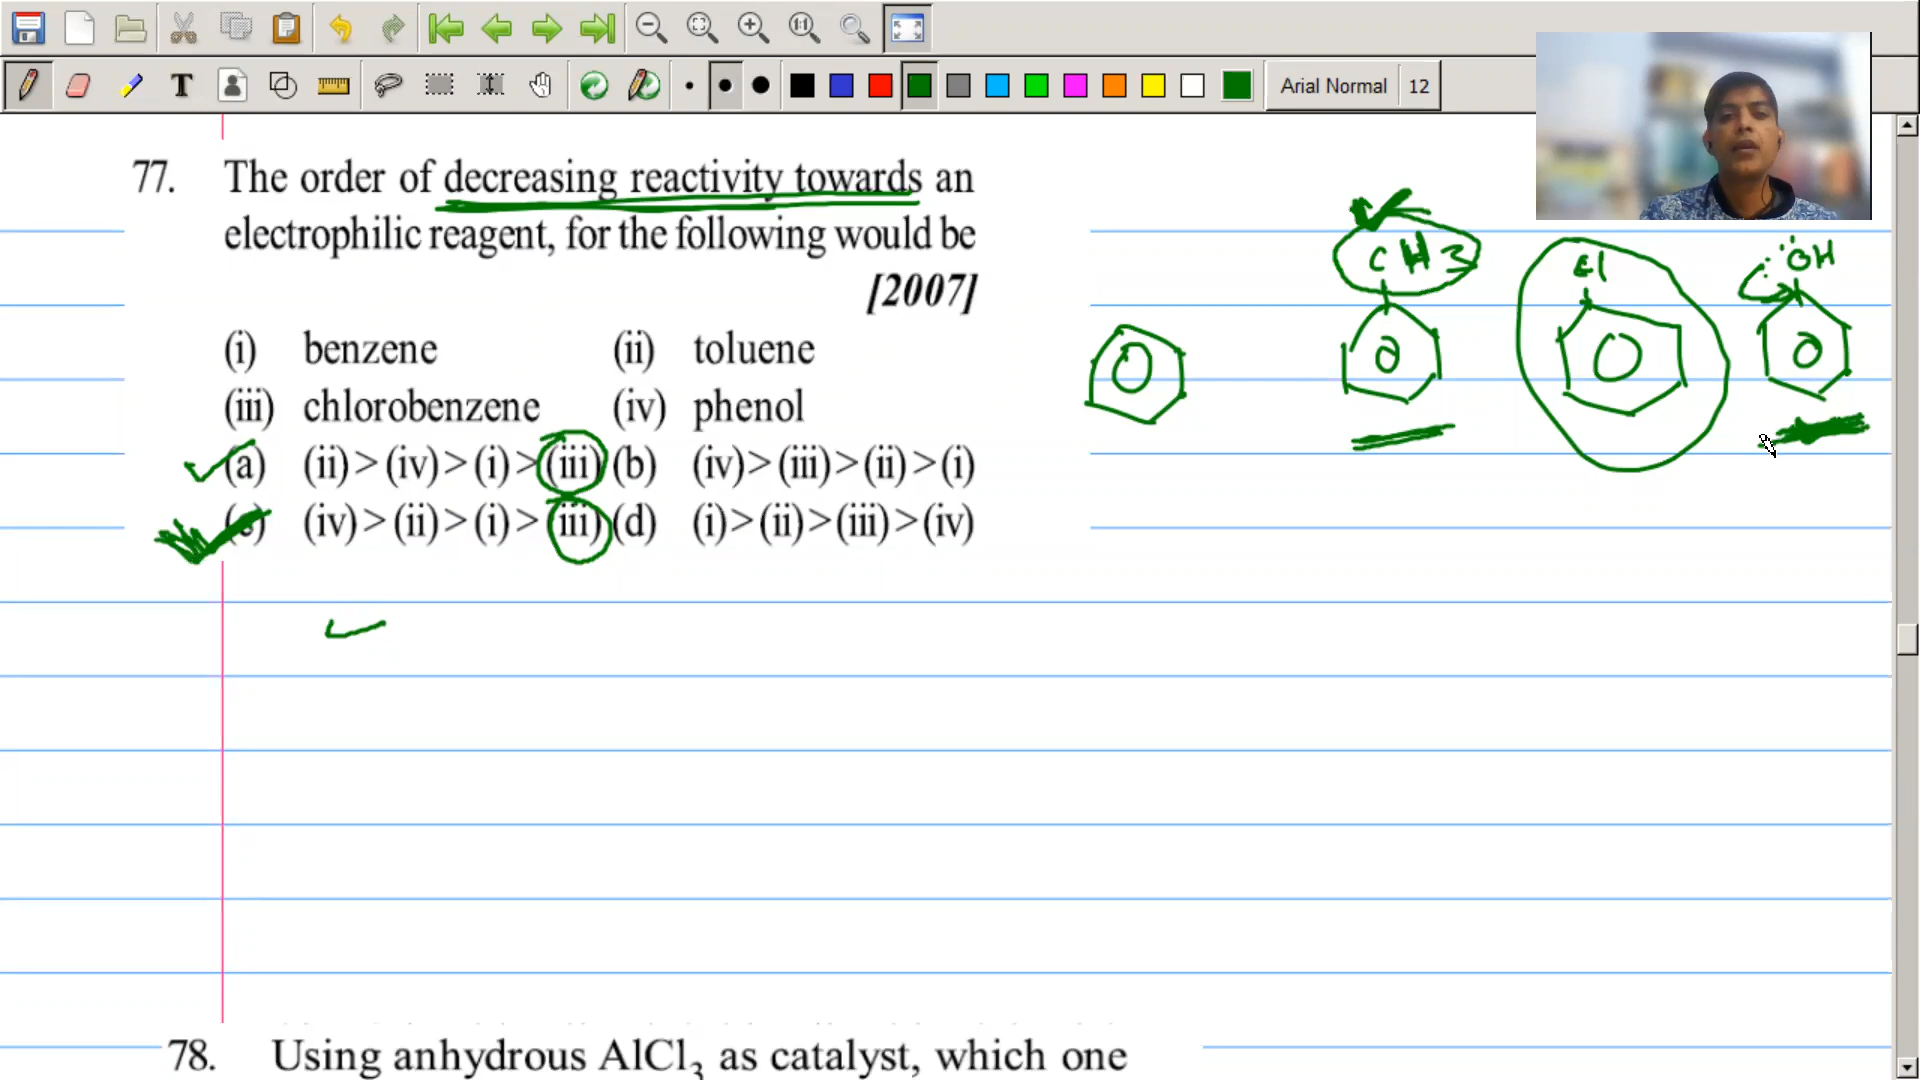 T
1:1
Arial Normal 12
77. The order of decreasing reactivity towards an
electrophilic reagent, for the following would be
[2007]
(i) benzene (ii) toluene
(iii) chlorobenzene (iv) phenol
(a) (ii)>(iv)>(i)>(iii) (b) (iv)>(iii)>(ii)>(i)
(c) (iv)>(ii)>(i)>(iii) (d) (i)>(ii)>(iii)>(iv)
CH3
Cl
OH
78. Using anhydrous AlCl3 as catalyst, which one